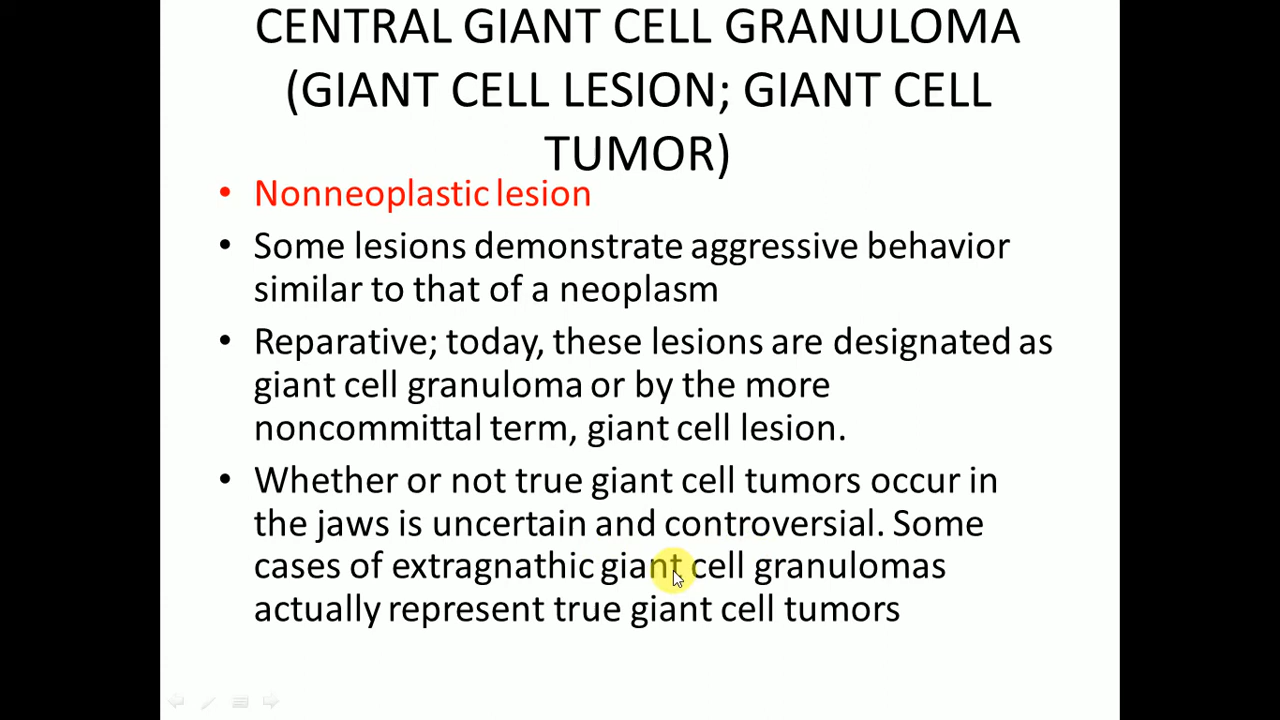 CENTRAL GIANT CELL GRANULOMA
(GIANT CELL LESION; GIANT CELL
TUMOR)
• Nonneoplastic lesion
• Some lesions demonstrate aggressive behavior
similar to that of a neoplasm
• Reparative; today, these lesions are designated as
giant cell granuloma or by the more
noncommittal term, giant cell lesion.
• Whether or not true giant cell tumors occur in
the jaws is uncertain and controversial. Some
cases of extragnathic giant cell granulomas
actually represent true giant cell tumors